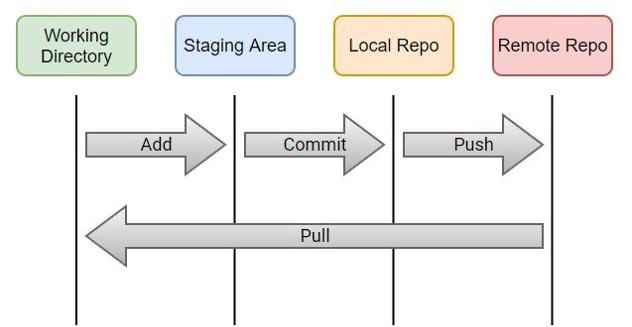 Working
Directory
Staging Area
Local Repo
Remote Repo
Add
Commit
Push
Pull